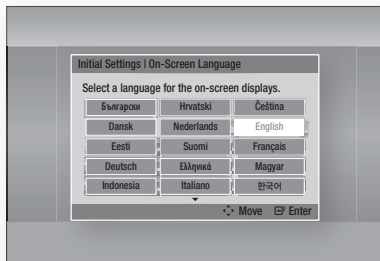 Initial Settings | On-Screen Language
Select a language for the on-screen displays.
Български Hrvatski Čeština
Dansk Nederlands English
Eesti Suomi Français
Deutsch Ελληνικά Magyar
Indonesia Italiano 한국어
Move Enter